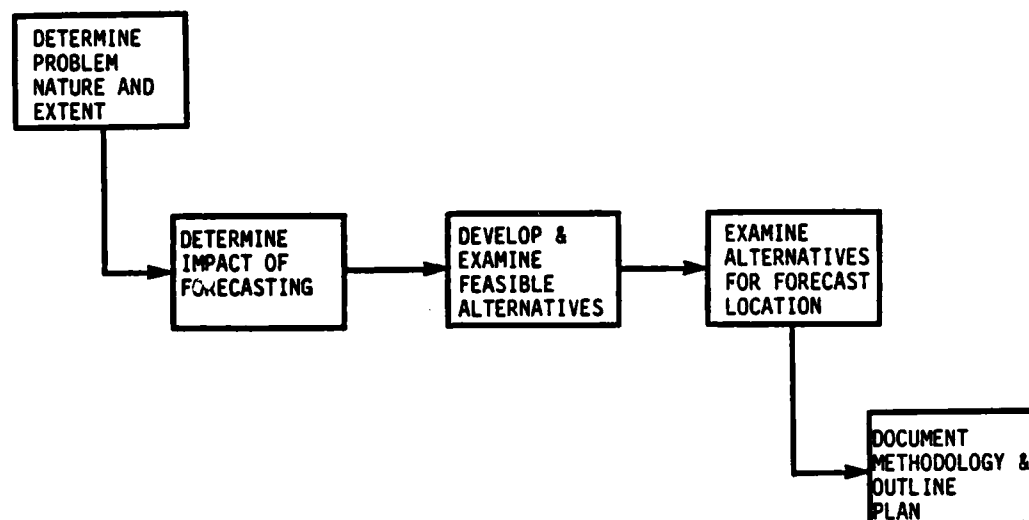 DETERMINE
PROBLEM
NATURE AND
EXTENT
DETERMINE
IMPACT OF
FORECASTING
DEVELOP &
EXAMINE
FEASIBLE
ALTERNATIVES
EXAMINE
ALTERNATIVES
FOR FORECAST
LOCATION
DOCUMENT
METHODOLOGY &
OUTLINE
PLAN